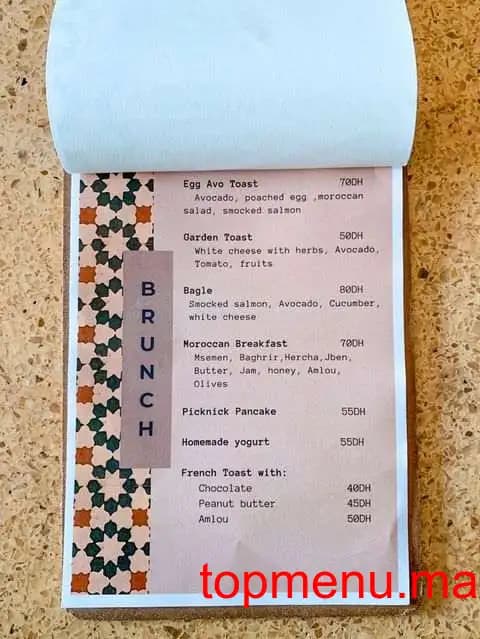 Egg Avo Toast 70DH
Avocado, poached egg ,moroccan
salad, smocked salmon
Garden Toast 50DH
White cheese with herbs, Avocado,
Tomato, fruits
Bagle 80DH
Smocked salmon, Avocado, Cucumber,
white cheese
Moroccan Breakfast 70DH
Msemen, Baghrir,Hercha,Jben,
Butter, Jam, honey, Amlou,
Olives
Picknick Pancake 55DH
Homemade yogurt 55DH
French Toast with:
Chocolate 40DH
Peanut butter 45DH
Amlou 50DH
BRUNCH
topmenu.ma